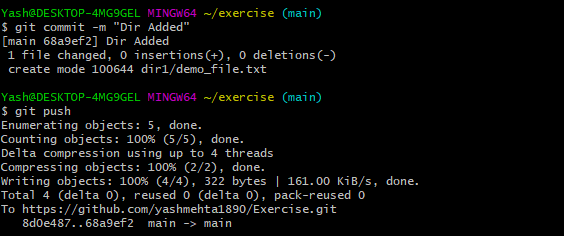 Yash@DESKTOP-4MG9GEL MINGW64 ~/exercise (main)
$ git commit -m "Dir Added"
[main 68a9ef2] Dir Added
 1 file changed, 0 insertions(+), 0 deletions(-)
 create mode 100644 dir1/demo_file.txt

Yash@DESKTOP-4MG9GEL MINGW64 ~/exercise (main)
$ git push
Enumerating objects: 5, done.
Counting objects: 100% (5/5), done.
Delta compression using up to 4 threads
Compressing objects: 100% (2/2), done.
Writing objects: 100% (4/4), 322 bytes | 161.00 KiB/s, done.
Total 4 (delta 0), reused 0 (delta 0), pack-reused 0
To https://github.com/yashmehta1890/Exercise.git
   8d0e487..68a9ef2  main -> main